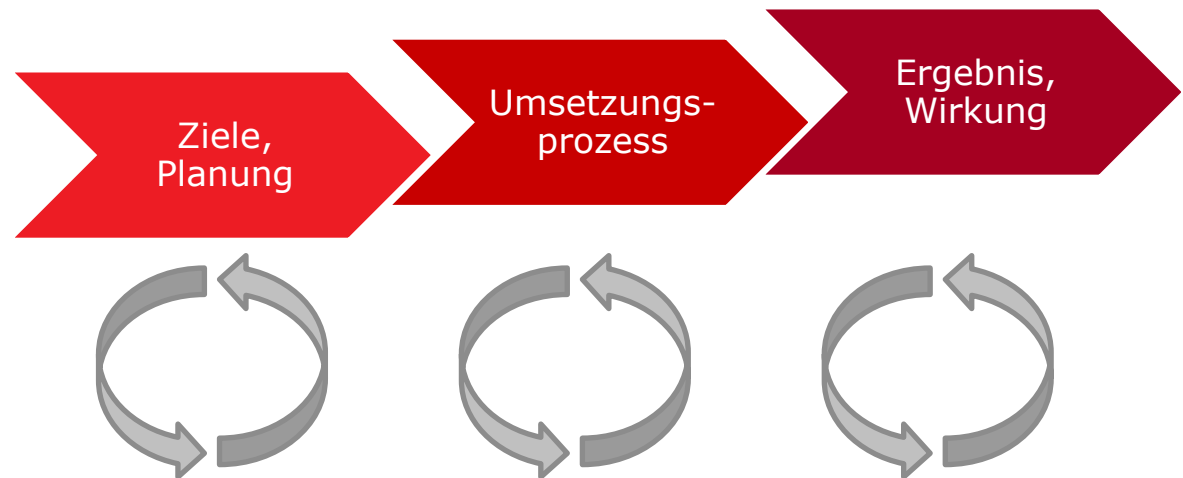 Ziele,
Planung
Umsetzungs-
prozess
Ergebnis,
Wirkung